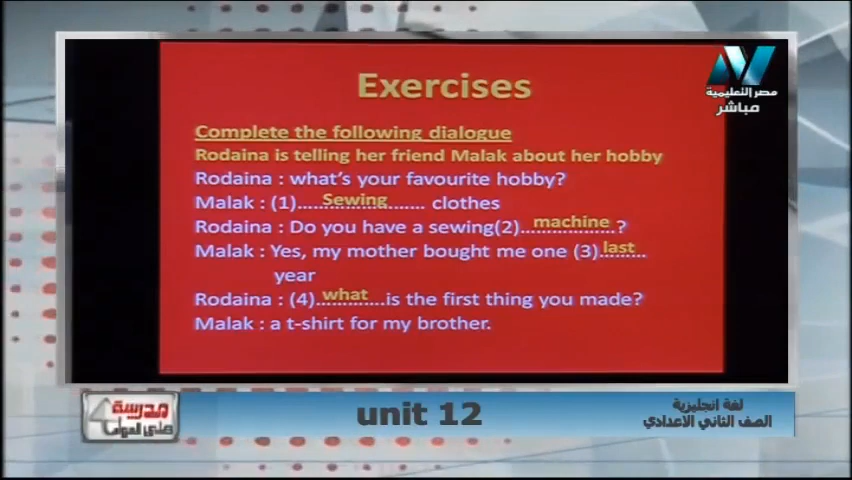 مصر التعليمية
مباشر
Exercises
Complete the following dialogue
Rodaina is telling her friend Malak about her hobby
Rodaina : what's your favourite hobby?
Malak : (1)....Sewing...... clothes
Rodaina : Do you have a sewing(2)...machine...?
Malak : Yes, my mother bought me one (3)last......
year
Rodaina : (4).what....is the first thing you made?
Malak : a t-shirt for my brother.
مدرسة
على الهواء
unit 12
لغة إنجليزية
الصف الثاني الاعدادي